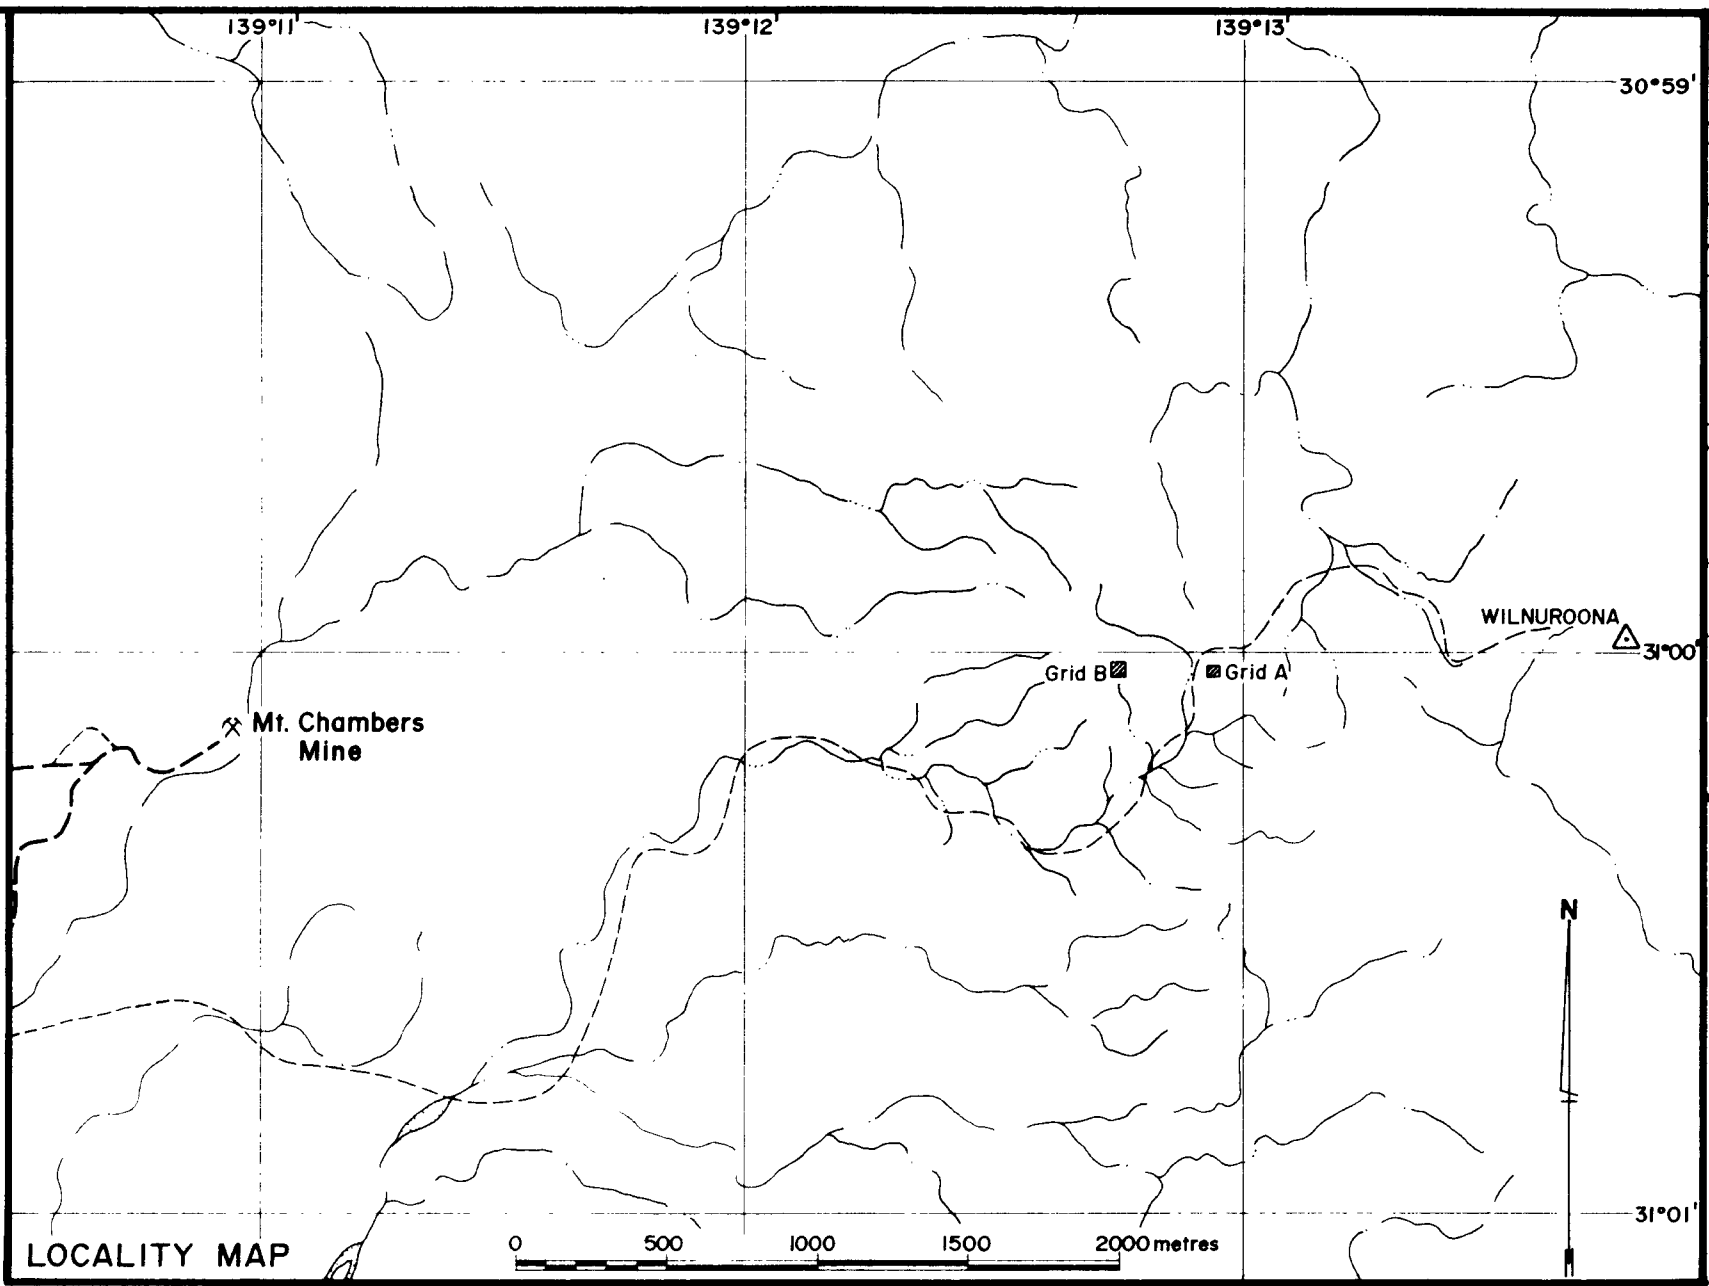 139°11' 139°12' 139°13'
30°59'
WILNUROONA
31°00'
Grid B Grid A
Mt. Chambers
Mine
N
31°01'
LOCALITY MAP
0 500 1000 1500 2000 metres